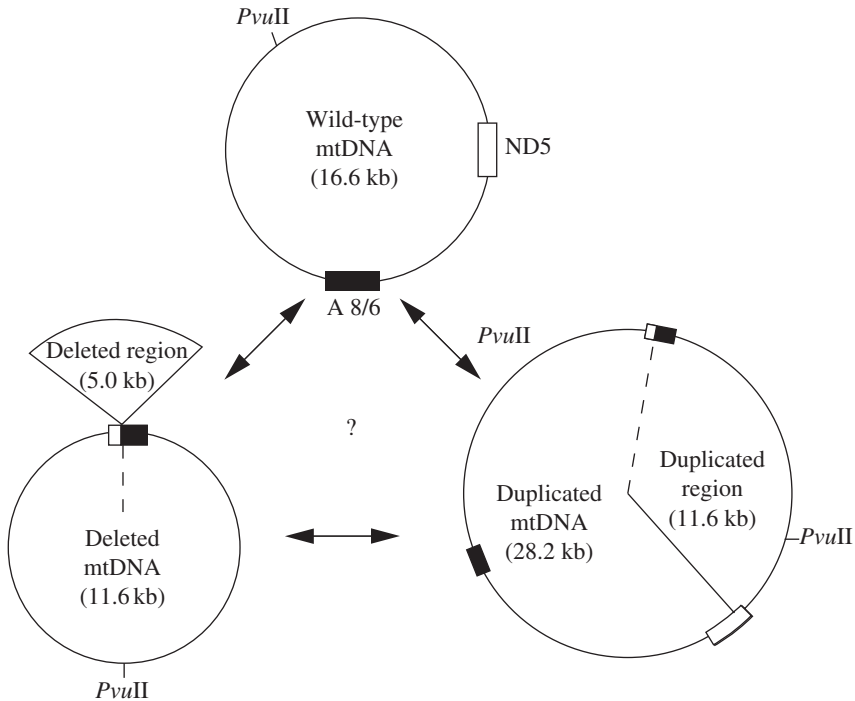 PvuII
Wild-type
mtDNA
(16.6 kb)
ND5
A 8/6
Deleted region
(5.0 kb)
PvuII
?
Duplicated
region
(11.6 kb)
Duplicated
mtDNA
(28.2 kb)
PvuII
Deleted
mtDNA
(11.6 kb)
PvuII